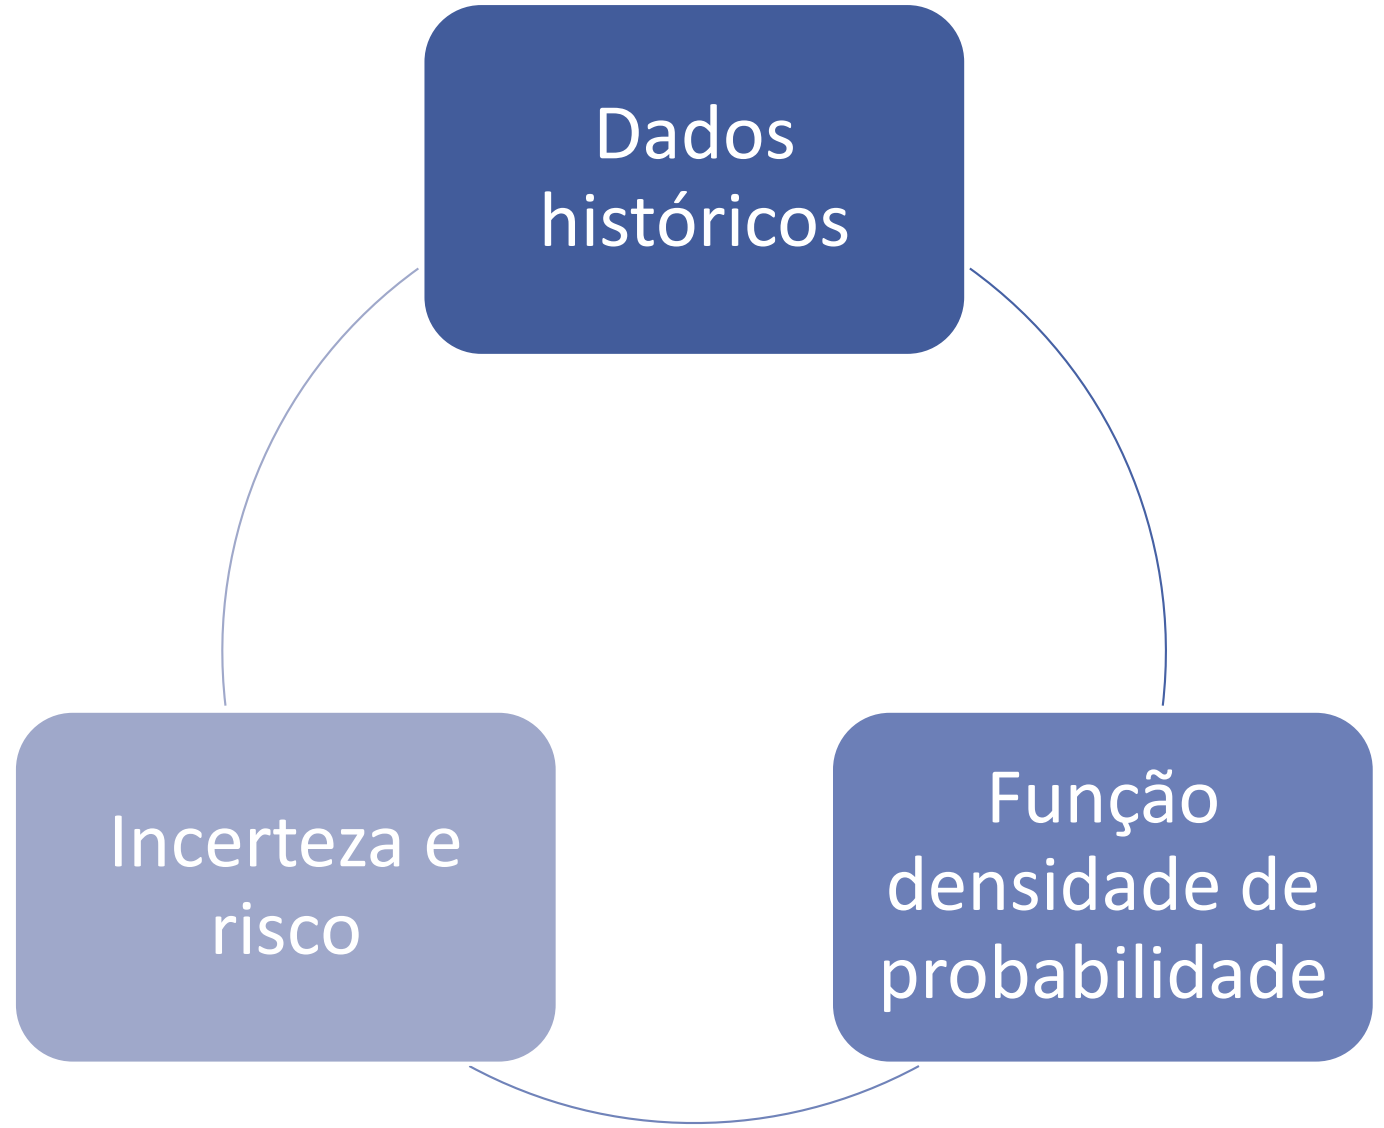 Dados
históricos
Função
densidade de
probabilidade
Incerteza e
risco